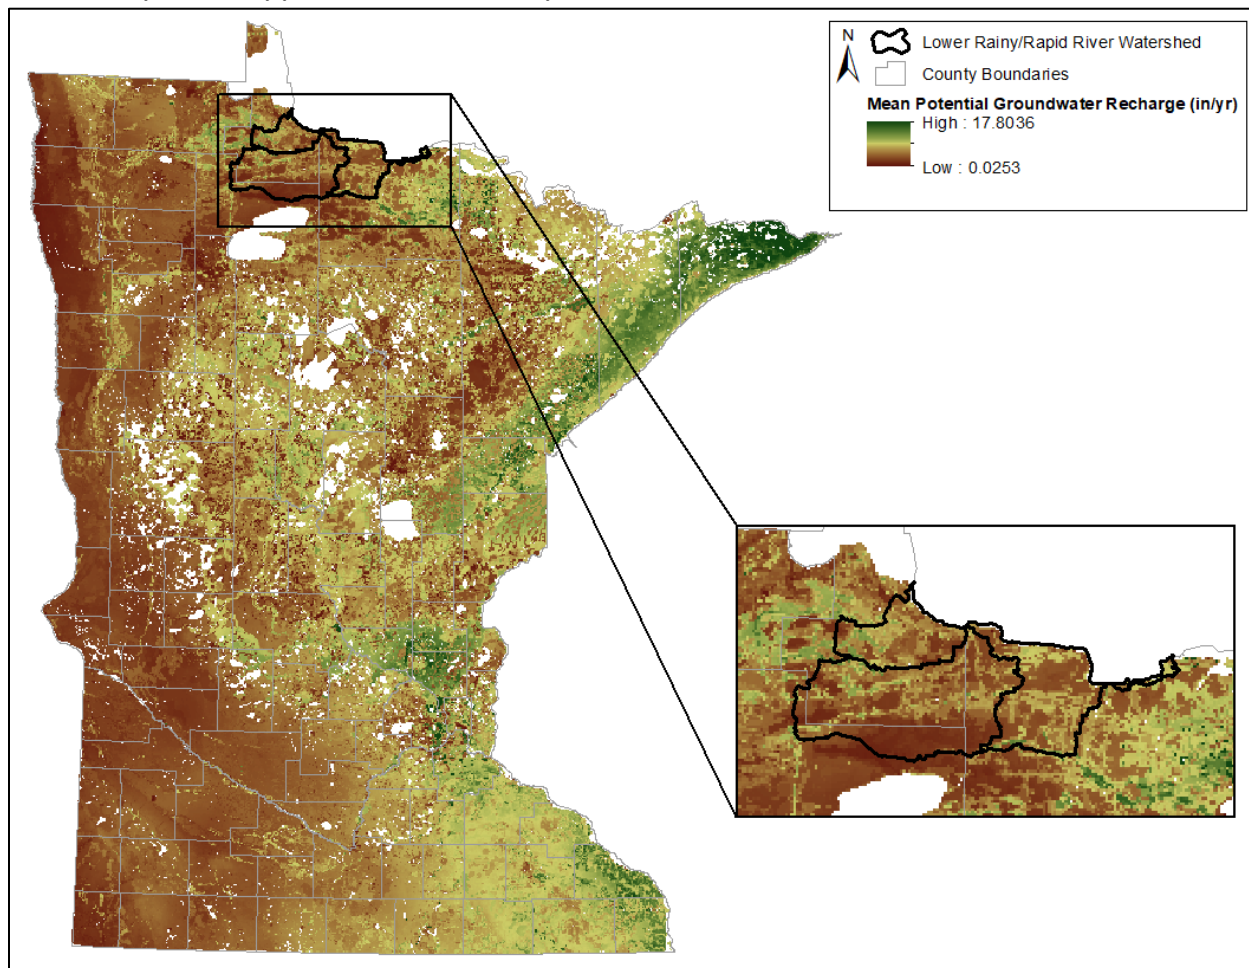 N
Lower Rainy/Rapid River Watershed
County Boundaries
Mean Potential Groundwater Recharge (in/yr)
High : 17.8036
Low : 0.0253